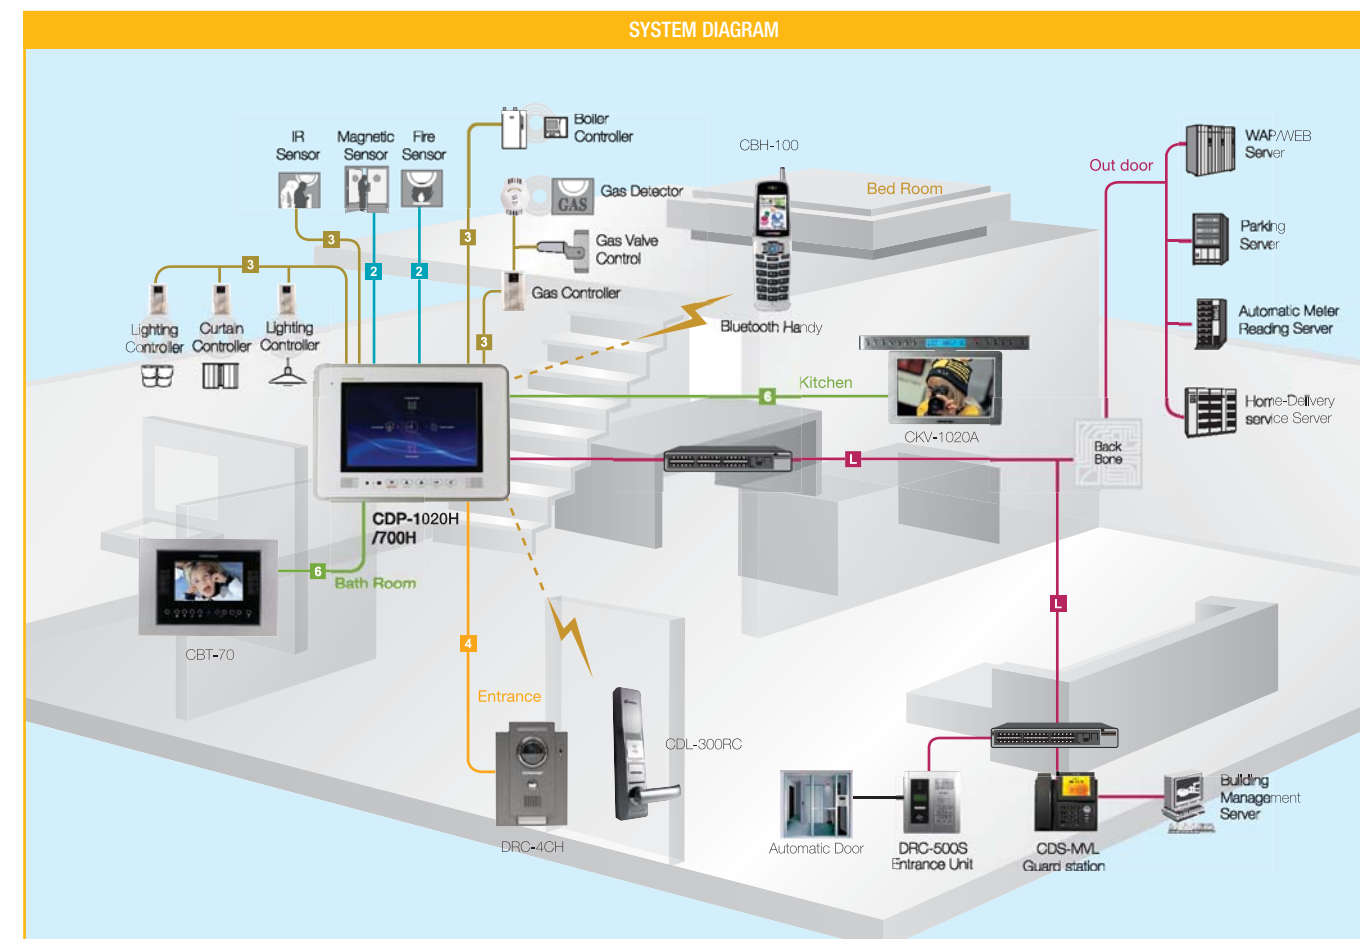 SYSTEM DIAGRAM
Boiler
Controller
IR
Sensor
Magnetic
Sensor
Fire
Sensor
CBH-100
WAP/WEB
Server
Out door
Bed Room
Gas Detector
GAS
Parking
Server
3
3
Gas Valve
Control
3
2
2
Gas Controller
Automatic Meter
Reading Server
Lighting
Controller
Curtain
Controller
Lighting
Controller
Bluetooth Handy
3
Kitchen
6
Home-Delivery
service Server
CKV-1020A
Back
Bone
L
CDP-1020H
/700H
6
Bath Room
L
4
CBT-70
Entrance
CDL-300RC
Building
Management
Server
DRC-4CH
Automatic Door
DRC-500S
Entrance Unit
CDS-MVL
Guard station